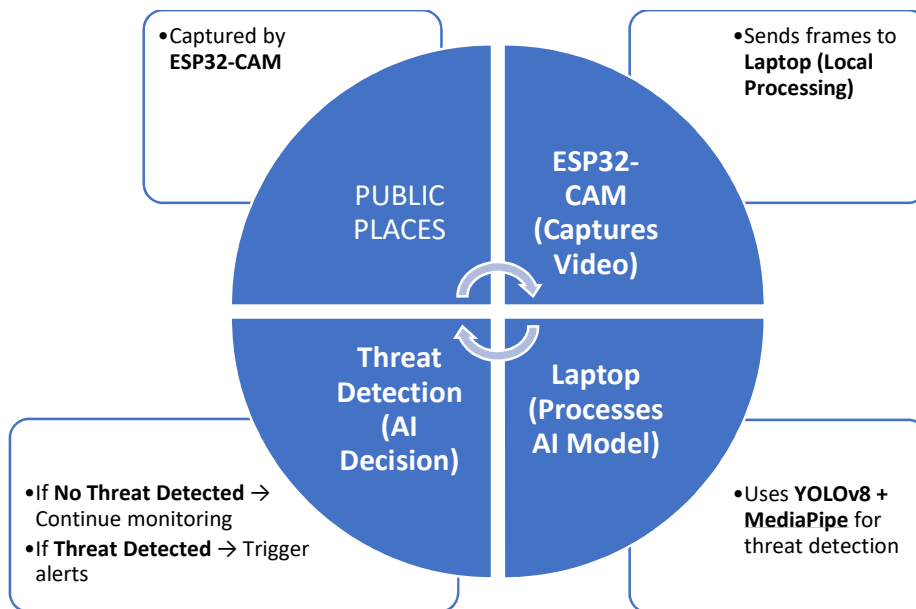 •Captured by
ESP32-CAM
•Sends frames to
Laptop (Local
Processing)
PUBLIC
PLACES
ESP32-
CAM
(Captures
Video)
Threat
Detection
(AI
Decision)
Laptop
(Processes
AI Model)
•If No Threat Detected →
Continue monitoring
•If Threat Detected → Trigger
alerts
•Uses YOLOv8 +
MediaPipe for
threat detection